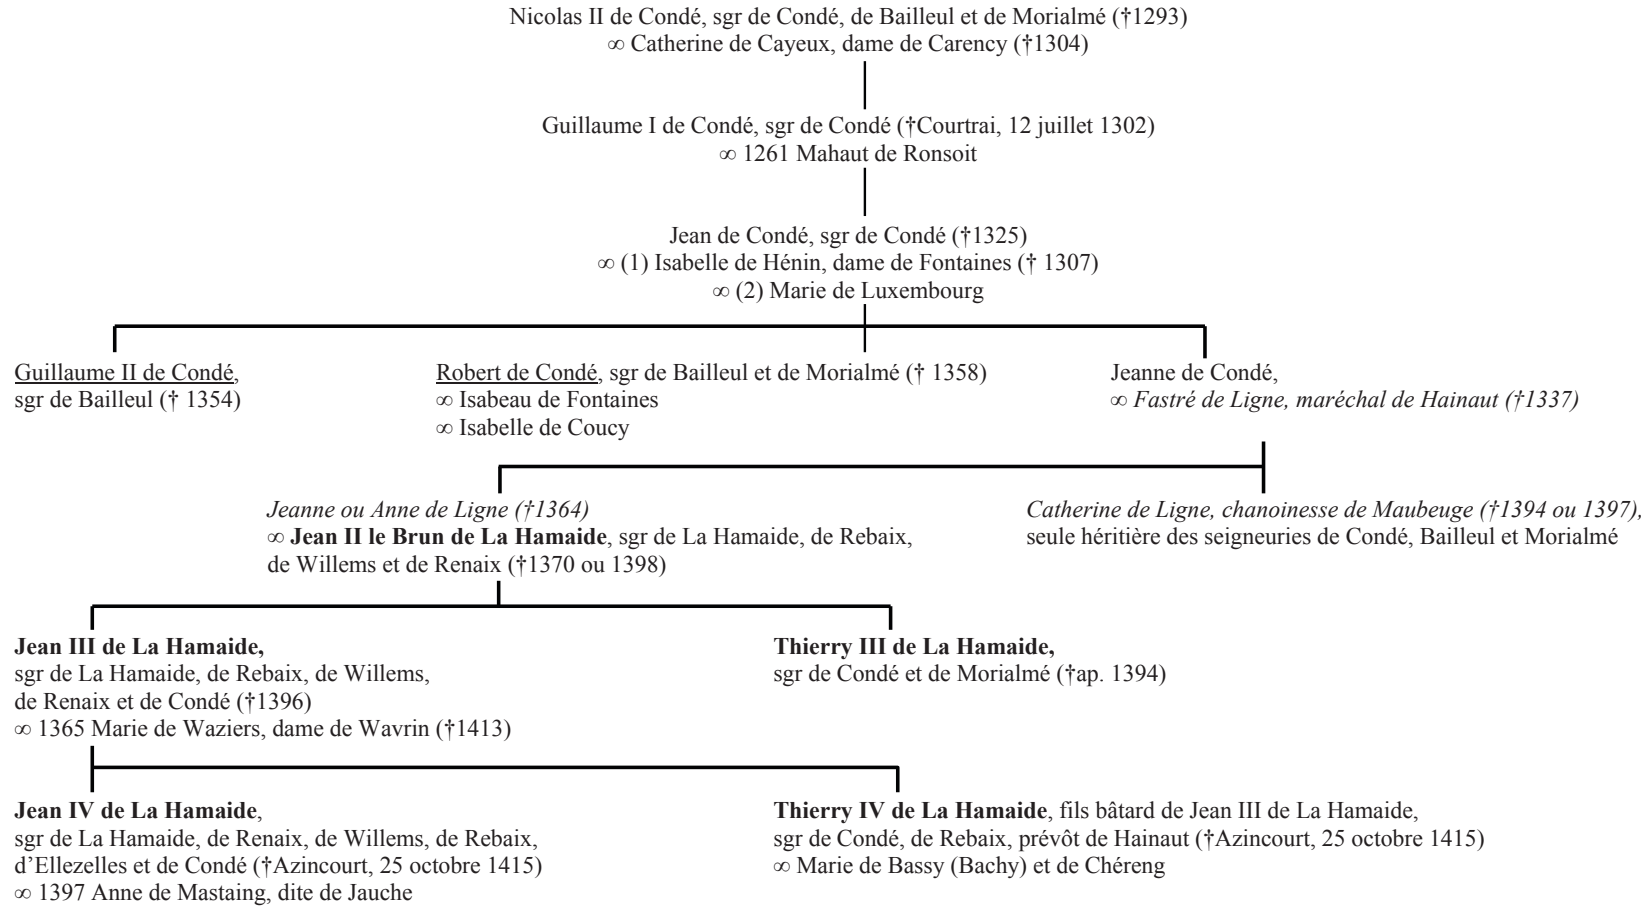 Nicolas II de Condé, sgr de Condé, de Bailleul et de Morialmé (†1293)
∞ Catherine de Cayeux, dame de Carency (†1304)
Guillaume I de Condé, sgr de Condé (†Courtrai, 12 juillet 1302)
∞ 1261 Mahaut de Ronsoit
Jean de Condé, sgr de Condé (†1325)
∞ (1) Isabelle de Hénin, dame de Fontaines († 1307)
∞ (2) Marie de Luxembourg
Guillaume II de Condé,
sgr de Bailleul († 1354)
Robert de Condé, sgr de Bailleul et de Morialmé († 1358)
∞ Isabeau de Fontaines
∞ Isabelle de Coucy
Jeanne de Condé,
∞ Fastré de Ligne, maréchal de Hainaut (†1337)
Jeanne ou Anne de Ligne (†1364)
∞ Jean II le Brun de La Hamaide, sgr de La Hamaide, de Rebaix,
de Willems et de Renaix (†1370 ou 1398)
Catherine de Ligne, chanoinesse de Maubeuge (†1394 ou 1397),
seule héritière des seigneuries de Condé, Bailleul et Morialmé
Jean III de La Hamaide,
sgr de La Hamaide, de Rebaix, de Willems,
de Renaix et de Condé (†1396)
∞ 1365 Marie de Waziers, dame de Wavrin (†1413)
Thierry III de La Hamaide,
sgr de Condé et de Morialmé (†ap. 1394)
Jean IV de La Hamaide,
sgr de La Hamaide, de Renaix, de Willems, de Rebaix,
d'Ellezelles et de Condé (†Azincourt, 25 octobre 1415)
∞ 1397 Anne de Mastaing, dite de Jauche
Thierry IV de La Hamaide, fils bâtard de Jean III de La Hamaide,
sgr de Condé, de Rebaix, prévôt de Hainaut (†Azincourt, 25 octobre 1415)
∞ Marie de Bassy (Bachy) et de Chéreng